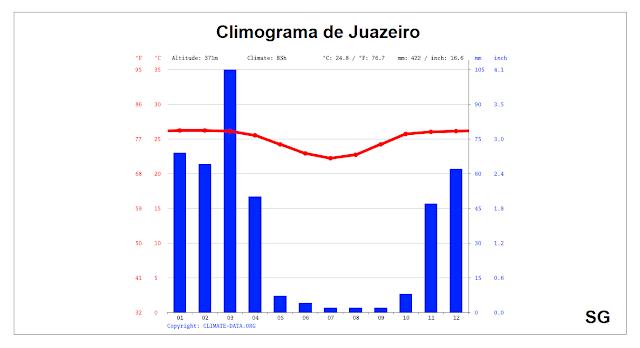 Climograma de Juazeiro
°F °C Altitude: 371m Climate: BSh °C: 24.8 / °F: 76.7 mm: 422 / inch: 16.6 mm inch
95 35 105 4.1
86 30 90 3.5
77 25 75 3.0
68 20 60 2.4
59 15 45 1.8
50 10 30 1.2
41 5 15 0.6
32 0 0 0.0
01 02 03 04 05 06 07 08 09 10 11 12
Copyright: CLIMATE-DATA.ORG
SG